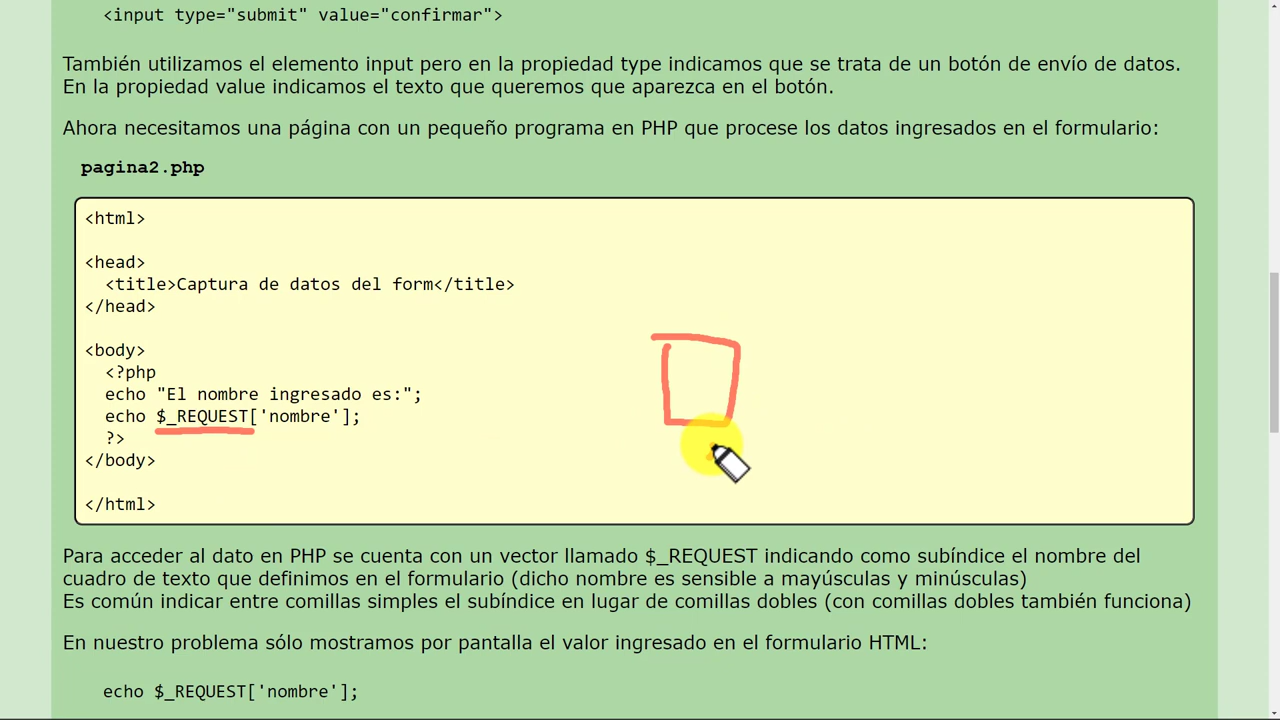 <input type="submit" value="confirmar">
También utilizamos el elemento input pero en la propiedad type indicamos que se trata de un botón de envío de datos.
En la propiedad value indicamos el texto que queremos que aparezca en el botón.
Ahora necesitamos una página con un pequeño programa en PHP que procese los datos ingresados en el formulario:
pagina2.php
<html>
<head>
<title>Captura de datos del form</title>
</head>
<body>
<?php
echo "El nombre ingresado es:";
echo $_REQUEST['nombre'];
?>
</body>
</html>
Para acceder al dato en PHP se cuenta con un vector llamado $_REQUEST indicando como subíndice el nombre del
cuadro de texto que definimos en el formulario (dicho nombre es sensible a mayúsculas y minúsculas)
Es común indicar entre comillas simples el subíndice en lugar de comillas dobles (con comillas dobles también funciona)
En nuestro problema sólo mostramos por pantalla el valor ingresado en el formulario HTML:
echo $_REQUEST['nombre'];